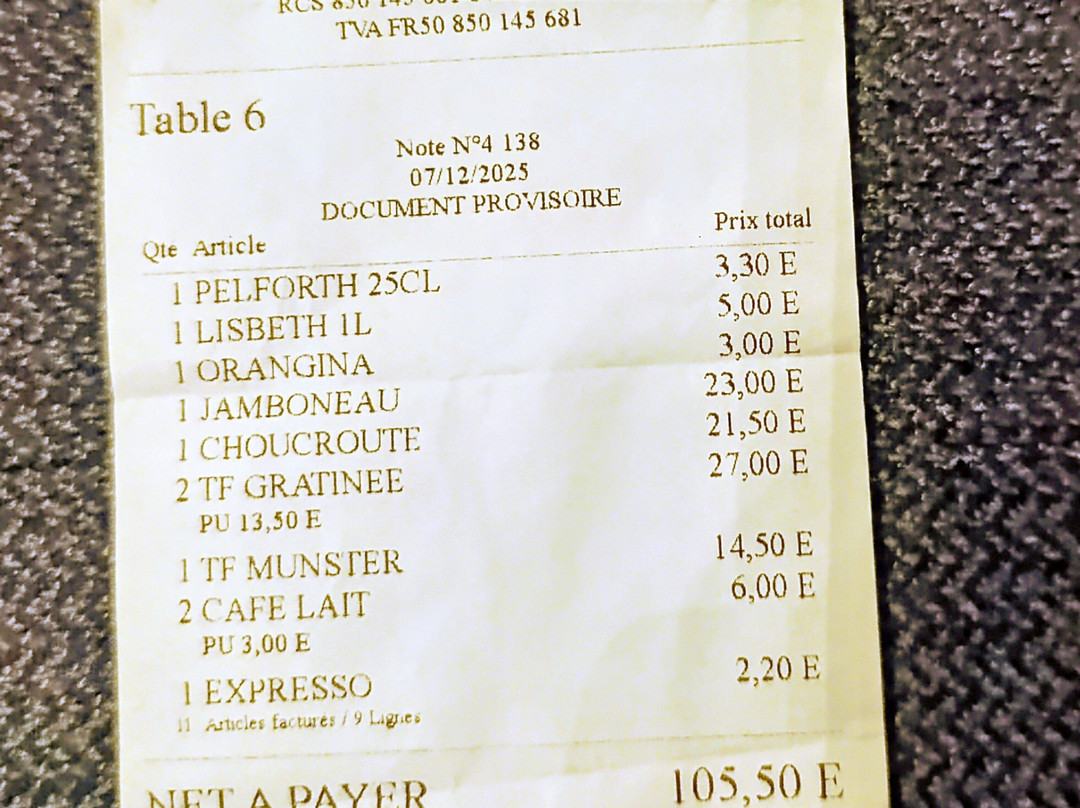 TVA FR50 850 145 681
Table 6
Note N°4 138
07/12/2025
DOCUMENT PROVISOIRE
Qte Article Prix total
1 PELFORTH 25CL 3,30 E
1 LISBETH 1L 5,00 E
1 ORANGINA 3,00 E
1 JAMBONEAU 23,00 E
1 CHOUCROUTE 21,50 E
2 TF GRATINEE 27,00 E
PU 13,50 E
1 TF MUNSTER 14,50 E
2 CAFE LAIT 6,00 E
PU 3,00 E
1 EXPRESSO 2,20 E
11 Articles facturés / 9 Lignes
NET A PAYER 105,50 E